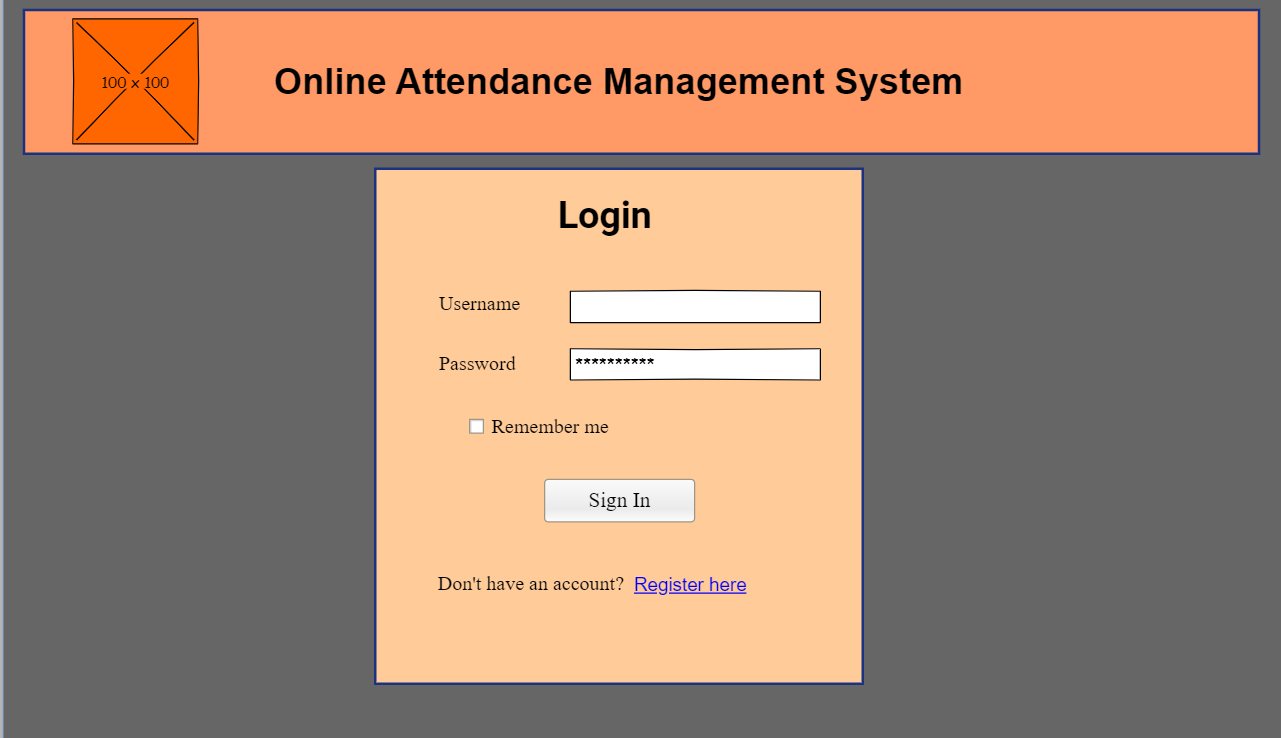 100 x 100
Online Attendance Management System
Login
Username
Password
**********
Remember me
Sign In
Don't have an account? Register here